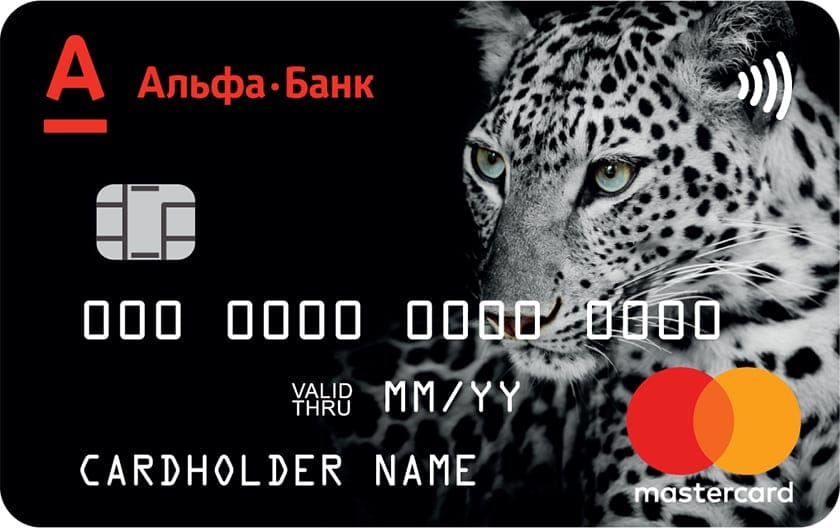 А Альфа·Банк
000 0000 0000 0000
VALID
THRU MM/YY
CARDHOLDER NAME
mastercard